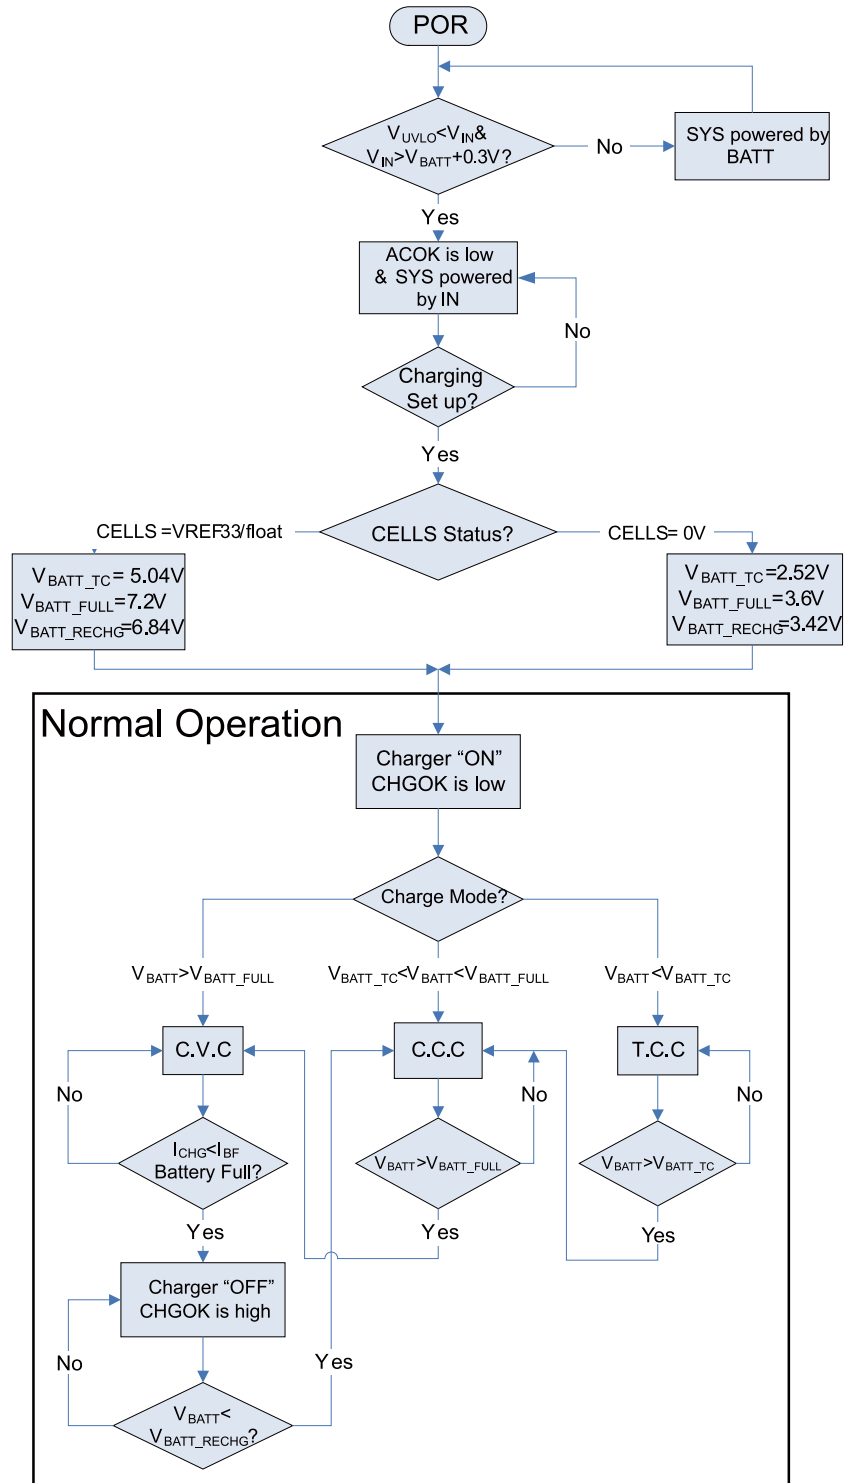 POR
VUVLO<VIN&
VIN>VBATT+0.3V?
No
SYS powered by
BATT
Yes
ACOK is low
& SYS powered
by IN
No
Charging
Set up?
Yes
CELLS =VREF33/float
CELLS Status?
CELLS= 0V
VBATT_TC= 5.04V
VBATT_FULL=7.2V
VBATT_RECHG=6.84V
VBATT_TC=2.52V
VBATT_FULL=3.6V
VBATT_RECHG=3.42V
Normal Operation
Charger “ON”
CHGOK is low
Charge Mode?
VBATT>VBATT_FULL
VBATT_TC<VBATT<VBATT_FULL
VBATT<VBATT_TC
C.V.C
C.C.C
T.C.C
No
No
No
ICHG<IBF
Battery Full?
VBATT>VBATT_FULL
VBATT>VBATT_TC
Yes
Yes
Yes
Charger “OFF”
CHGOK is high
No
Yes
VBATT<
VBATT_RECHG?